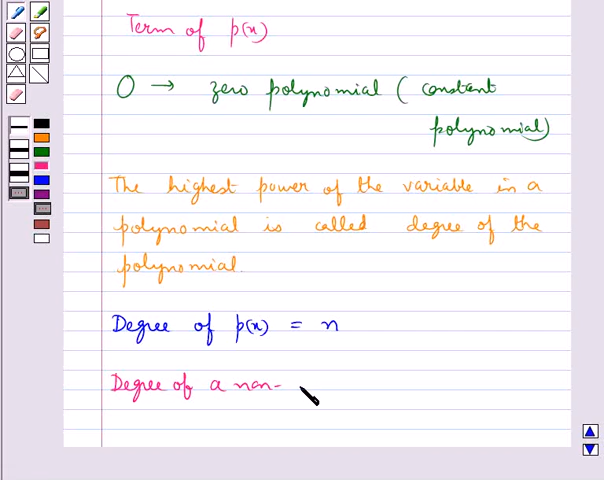 Term of p(x)
0 → zero polynomial ( constant
polynomial)
The highest power of the variable in a
polynomial is called degree of the
polynomial.
Degree of p(x) = n
Degree of a non-